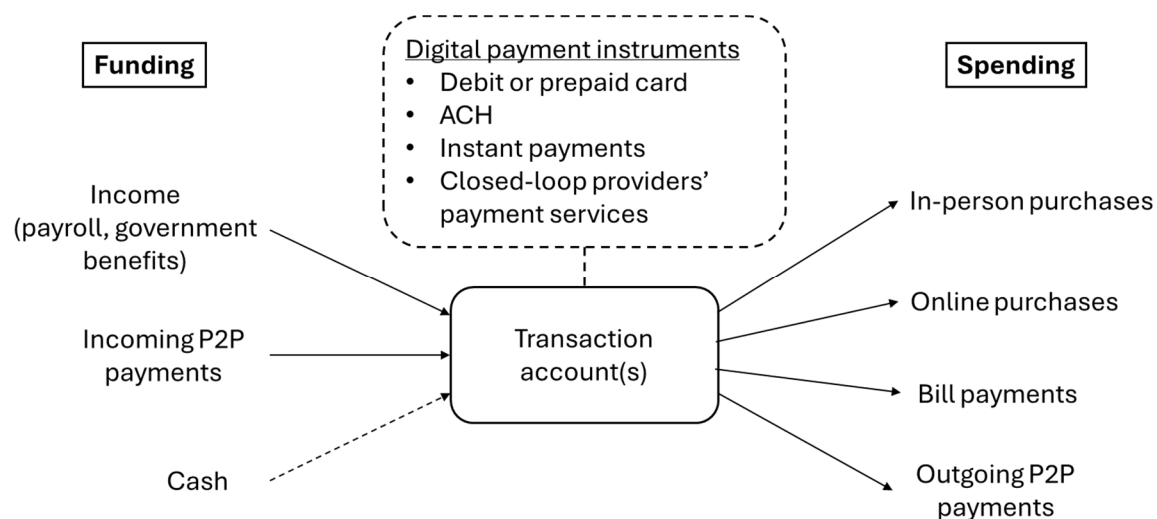 Funding
Income
(payroll, government
benefits)
Incoming P2P
payments
Cash
Digital payment instruments
• Debit or prepaid card
• ACH
• Instant payments
• Closed-loop providers’
payment services
Transaction
account(s)
Spending
In-person purchases
Online purchases
Bill payments
Outgoing P2P
payments